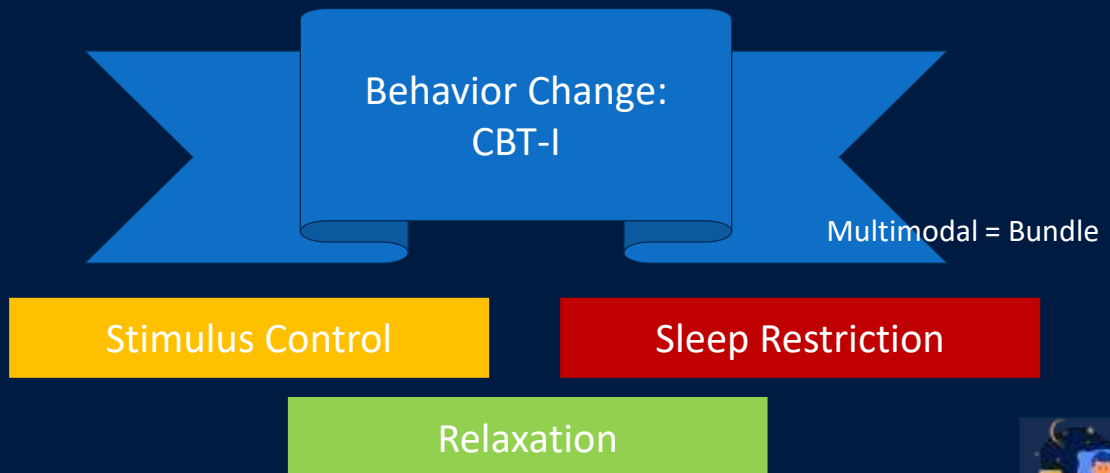 Behavior Change:
CBT-I
Multimodal = Bundle
Stimulus Control
Sleep Restriction
Relaxation